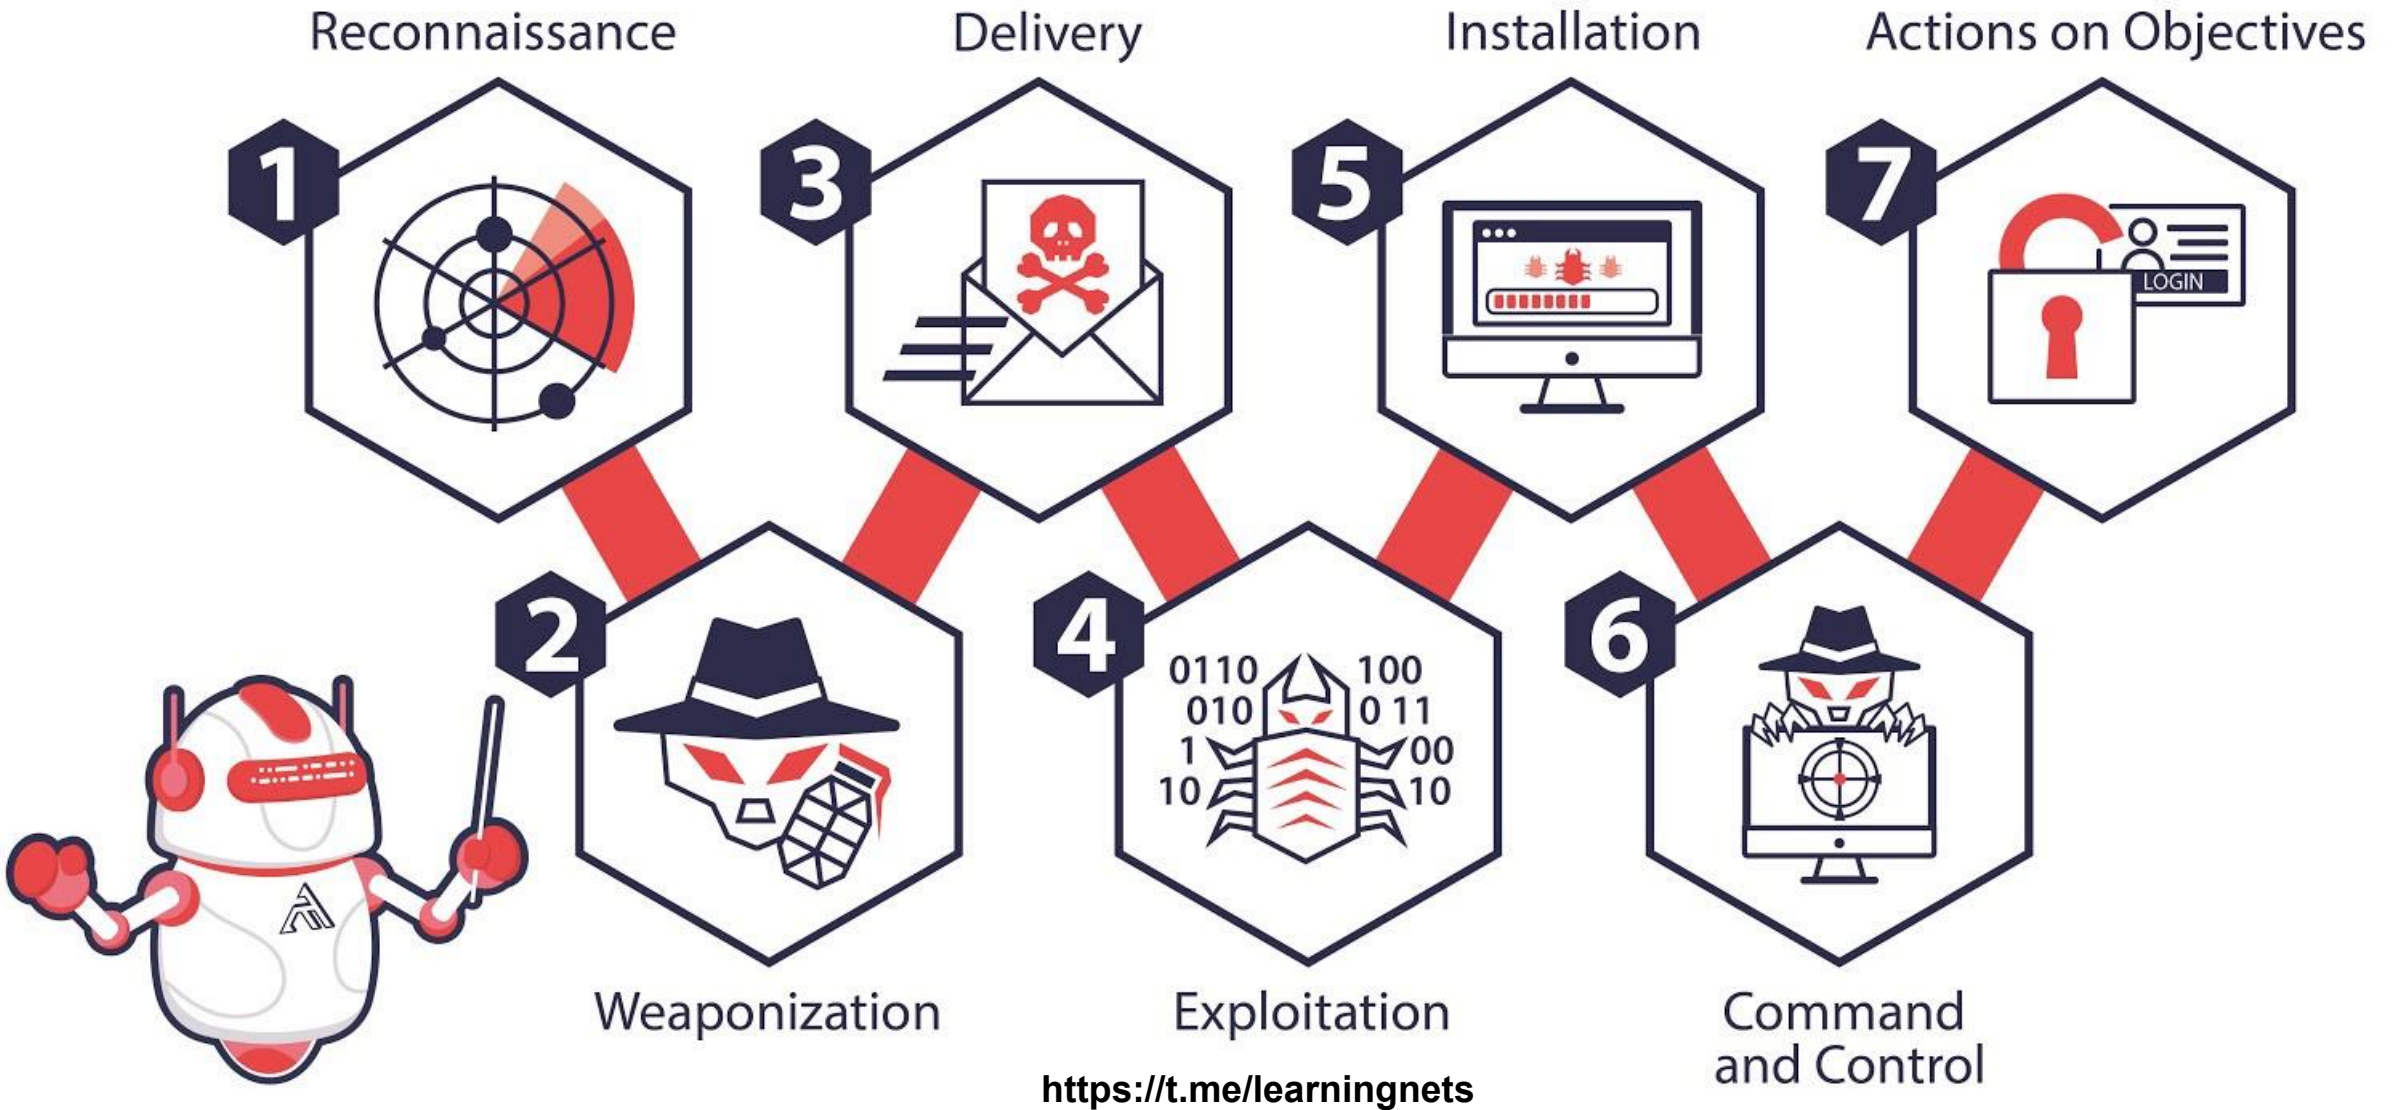 Reconnaissance
1
Weaponization
2
Delivery
3
Exploitation
4
0110 100
010 0 11
1 00
10 10
Installation
5
Command
and Control
6
Actions on Objectives
7
LOGIN
https://t.me/learningnets